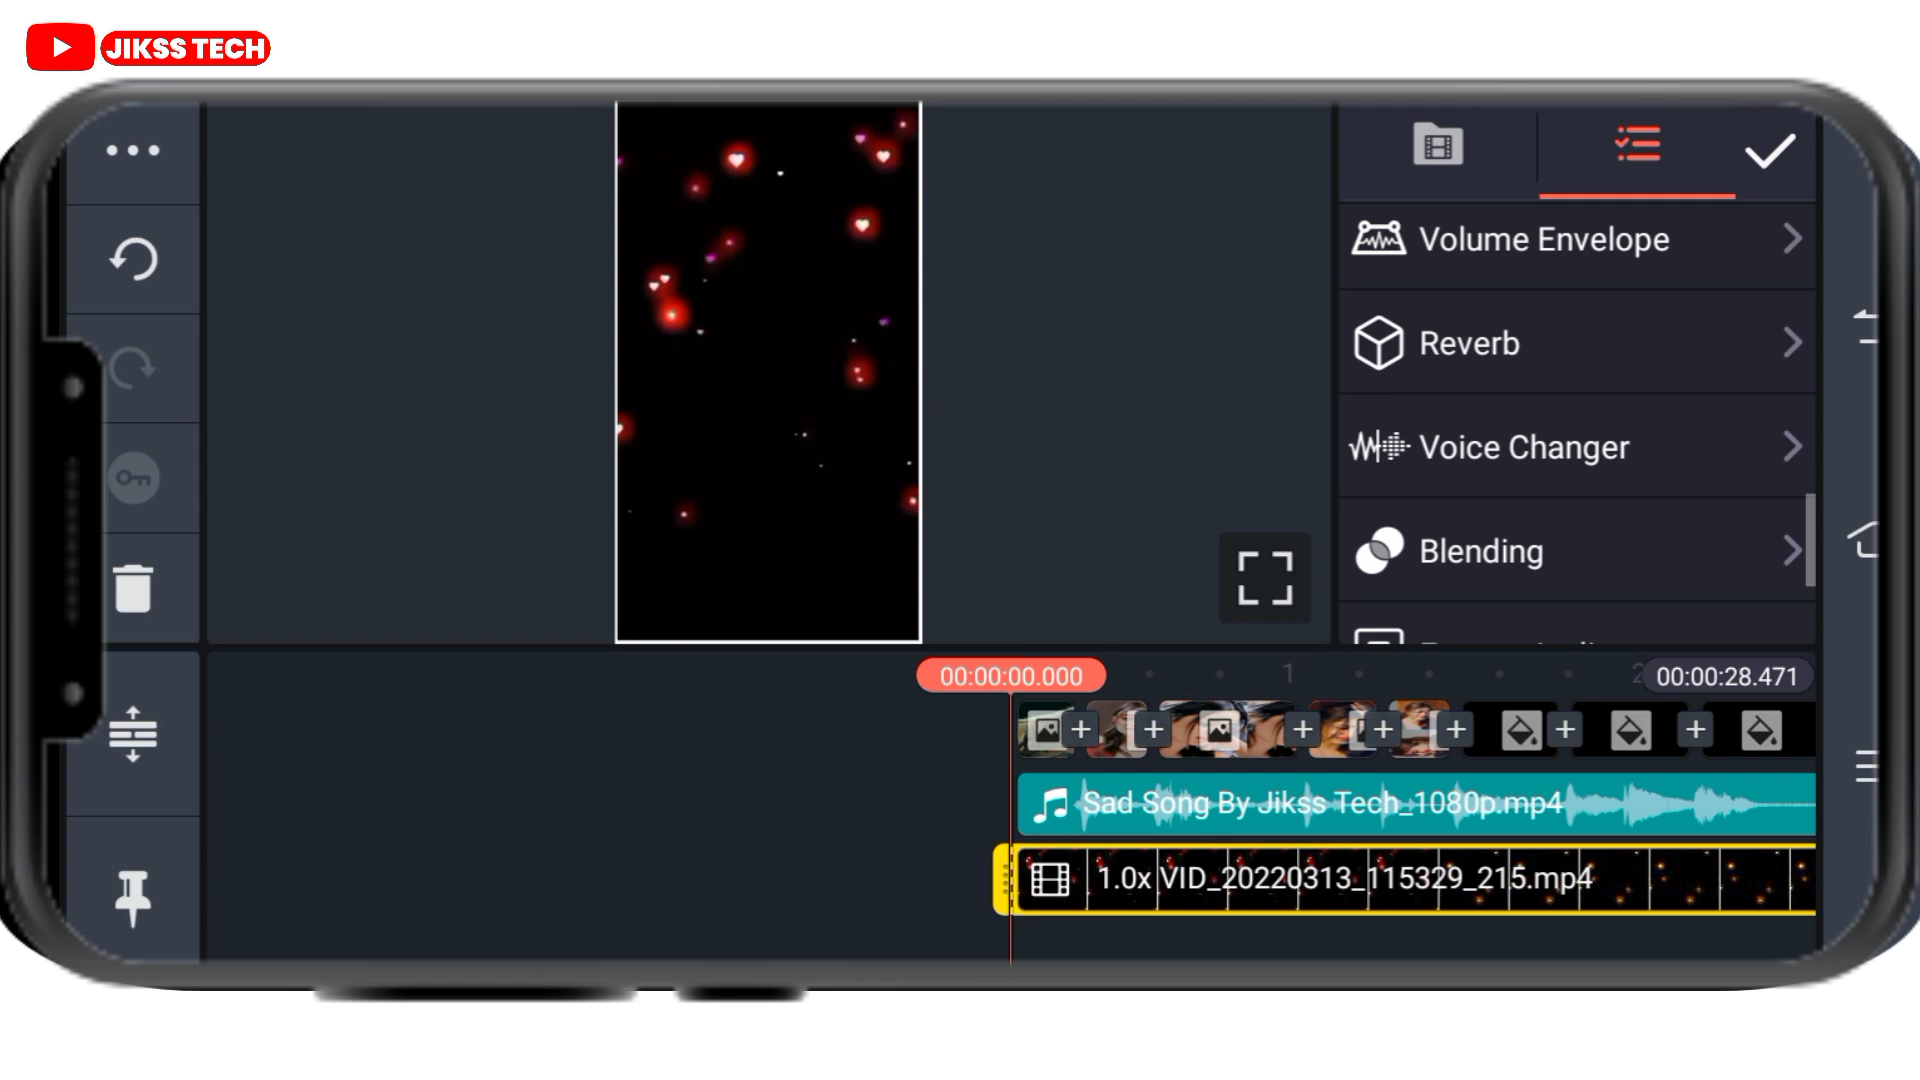 JIKSS TECH
Volume Envelope
Reverb
Voice Changer
Blending
00:00:00.000
1
2
00:00:28.471
Sad Song By Jikss Tech_1080p.mp4
1.0x VID_20220313_115329_215.mp4